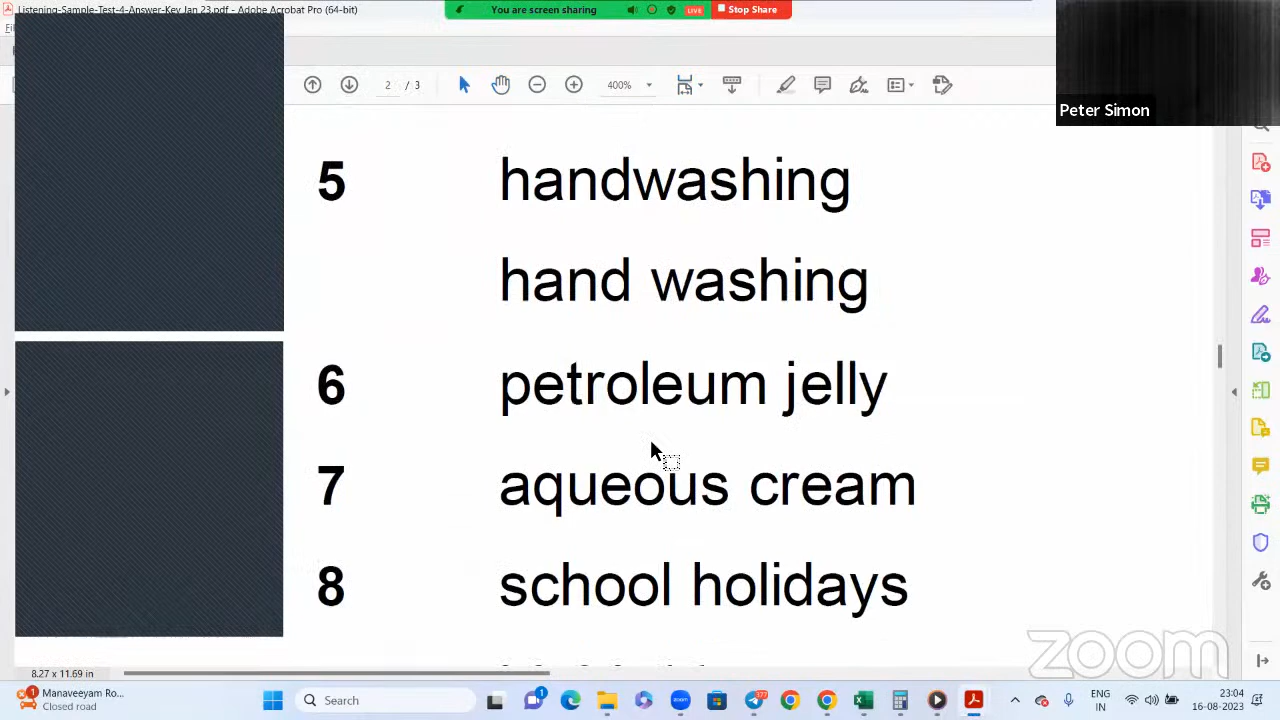 Listening-Sample-Test-4-Answer-Key Jan 23.pdf - Adobe Acrobat Pro (64-bit)
You are screen sharing
LIVE
Stop Share
Peter Simon
2 / 3
400%
5 handwashing
hand washing
6 petroleum jelly
7 aqueous cream
8 school holidays
zoom
8.27 x 11.69 in
1
Manaveeyam Ro...
Closed road
Search
1
377
ENG
IN
23:04
16-08-2023